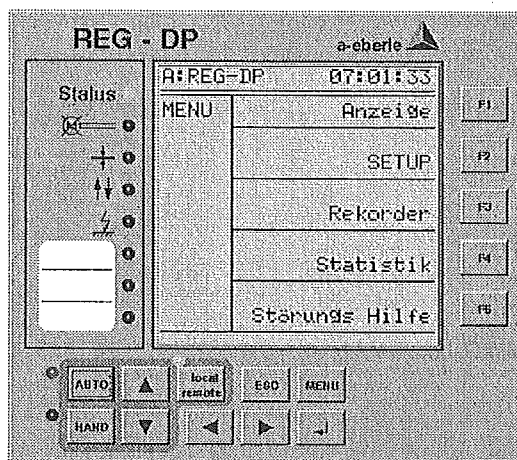 REG - DP
a-eberle
Status
A:REG-DP 07:01:33
MENU
Anzeige
SETUP
Rekorder
Statistik
Störungs Hilfe
F1
F2
F3
F4
F5
M
AUTO
local
remote
ESC
MENU
HAND